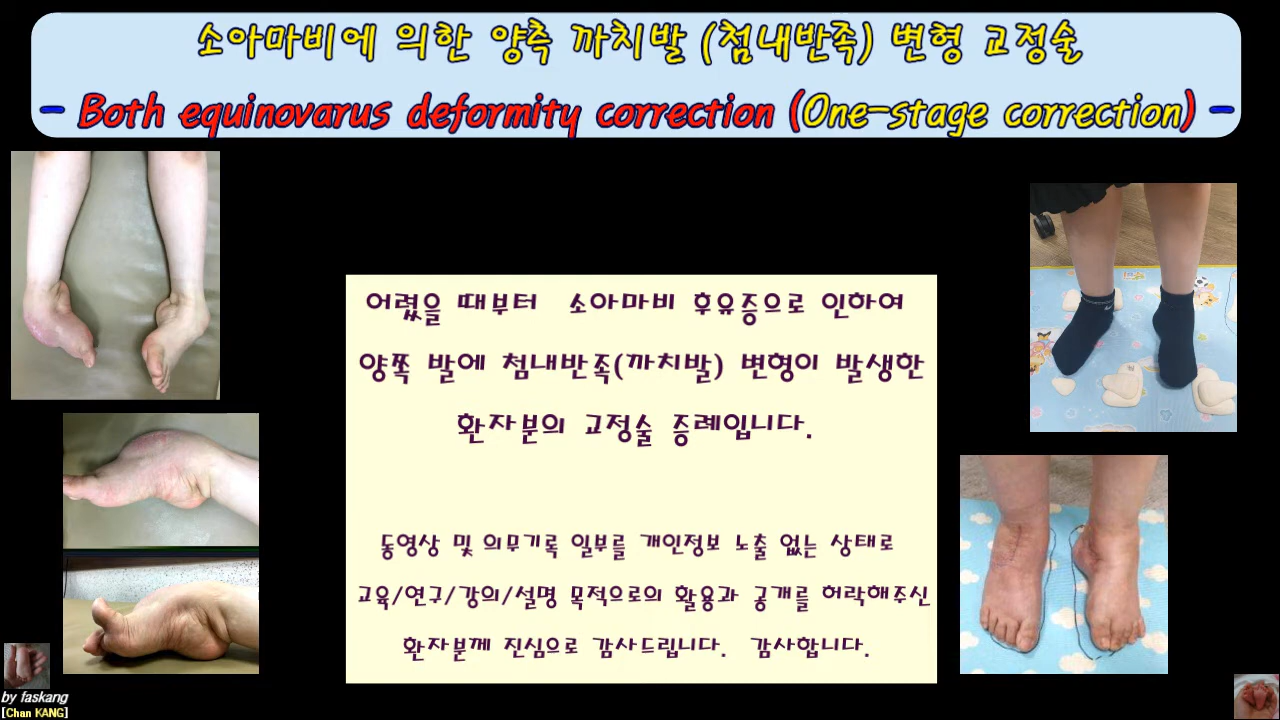 소아마비에 의한 양측 까치발 (첨내반족) 변형 교정술
- Both equinovarus deformity correction (One-stage correction) -
어렸을 때부터 소아마비 후유증으로 인하여
양쪽 발에 첨내반족(까치발) 변형이 발생한
환자분의 교정술 증례입니다.
동영상 및 의무기록 일부를 개인정보 노출 없는 상태로
교육/연구/강의/설명 목적으로의 활용과 공개를 허락해주신
환자분께 진심으로 감사드립니다. 감사합니다.
by faskang
[Chan KANG]